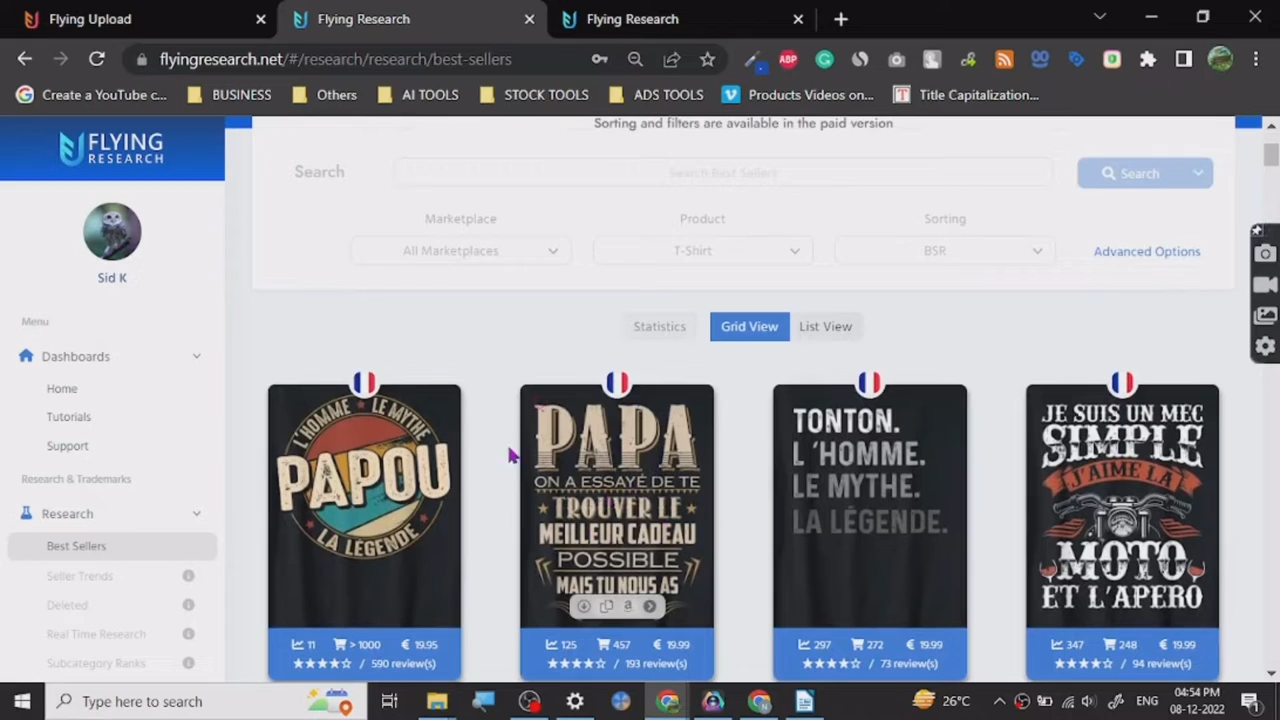 Flying Upload
Flying Research
Flying Research
flyingresearch.net/#/research/research/best-sellers
ABP
Create a YouTube c...
BUSINESS
Others
AI TOOLS
STOCK TOOLS
ADS TOOLS
Products Videos on...
Title Capitalization...
FLYING
RESEARCH
Sid K
Menu
Dashboards
Home
Tutorials
Support
Research & Trademarks
Research
Best Sellers
Seller Trends
Deleted
Real Time Research
Subcategory Ranks
Sorting and filters are available in the paid version
Search
Search Best Sellers
Search
Marketplace
Product
Sorting
All Marketplaces
T-Shirt
BSR
Advanced Options
Statistics
Grid View
List View
L'HOMME ★ LE MYTHE
PAPOU
LA LÉGENDE
11 > 1000 € 19.95
/ 590 review(s)
PAPA
ON A ESSAYÉ DE TE
TROUVER LE
MEILLEUR CADEAU
POSSIBLE
MAIS TU NOUS AS
125 457 € 19.99
/ 193 review(s)
TONTON.
L'HOMME.
LE MYTHE.
LA LÉGENDE.
297 272 € 19.99
/ 73 review(s)
JE SUIS UN MEC
SIMPLE
J'AIME LA
MOTO
ET L'APERO
347 248 € 19.99
/ 94 review(s)
Type here to search
26°C
ENG
04:54 PM
08-12-2022
1